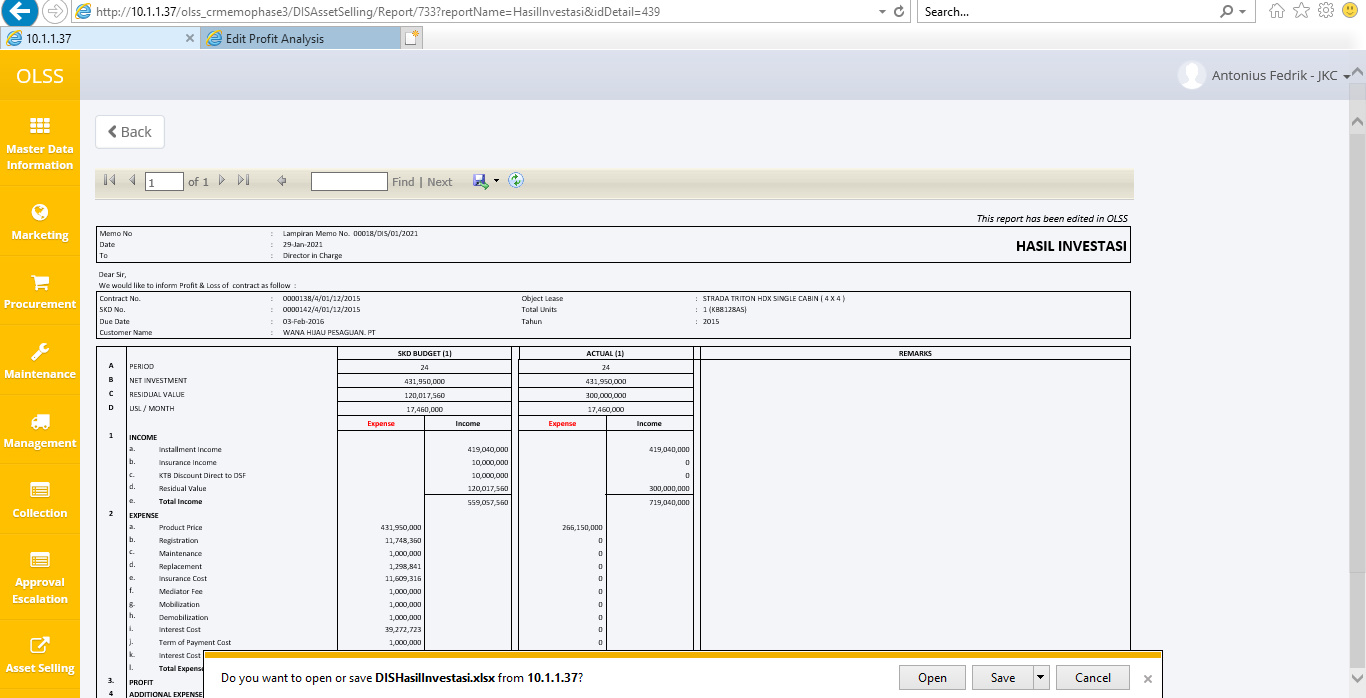 http://10.1.1.37/olss_crmemophase3/DISAssetSelling/Report/733?reportName=HasilInvestasi&idDetail=439
Search...
10.1.1.37
Edit Profit Analysis
OLSS
Antonius Fedrik - JKC
Master Data Information
Marketing
Procurement
Maintenance
Management
Collection
Approval Escalation
Asset Selling
Back
1 of 1 Find | Next
This report has been edited in OLSS
Memo No : Lampiran Memo No. 00018/DIS/01/2021
Date : 29-Jan-2021
To : Director in Charge
HASIL INVESTASI
Dear Sir,
We would like to inform Profit & Loss of contract as follow :
Contract No. : 0000138/4/01/12/2015 Object Lease : STRADA TRITON HDX SINGLE CABIN ( 4 X 4 )
SKD No. : 0000142/4/01/12/2015 Total Units : 1 (KB8128AS)
Due Date : 03-Feb-2016 Tahun : 2015
Customer Name : WANA HIJAU PESAGUAN. PT
SKD BUDGET (1) ACTUAL (1) REMARKS
A PERIOD 24 24
B NET INVESTMENT 431,950,000 431,950,000
C RESIDUAL VALUE 120,017,560 300,000,000
D USL / MONTH 17,460,000 17,460,000
Expense Income Expense Income
1 INCOME
a. Installment Income 419,040,000 419,040,000
b. Insurance Income 10,000,000 0
c. KTB Discount Direct to DSF 10,000,000 0
d. Residual Value 120,017,560 300,000,000
e. Total Income 559,057,560 719,040,000
2 EXPENSE
a. Product Price 431,950,000 266,150,000
b. Registration 11,748,360 0
c. Maintenance 1,000,000 0
d. Replacement 1,298,841 0
e. Insurance Cost 11,609,316 0
f. Mediator Fee 1,000,000 0
g. Mobilization 1,000,000 0
h. Demobilization 1,000,000 0
i. Interest Cost 39,272,723 0
j. Term of Payment Cost 1,000,000 0
k. Interest Cost
l. Total Expense
3. PROFIT
4 ADDITIONAL EXPENSE
Do you want to open or save DISHasilInvestasi.xlsx from 10.1.1.37?
Open
Save
Cancel